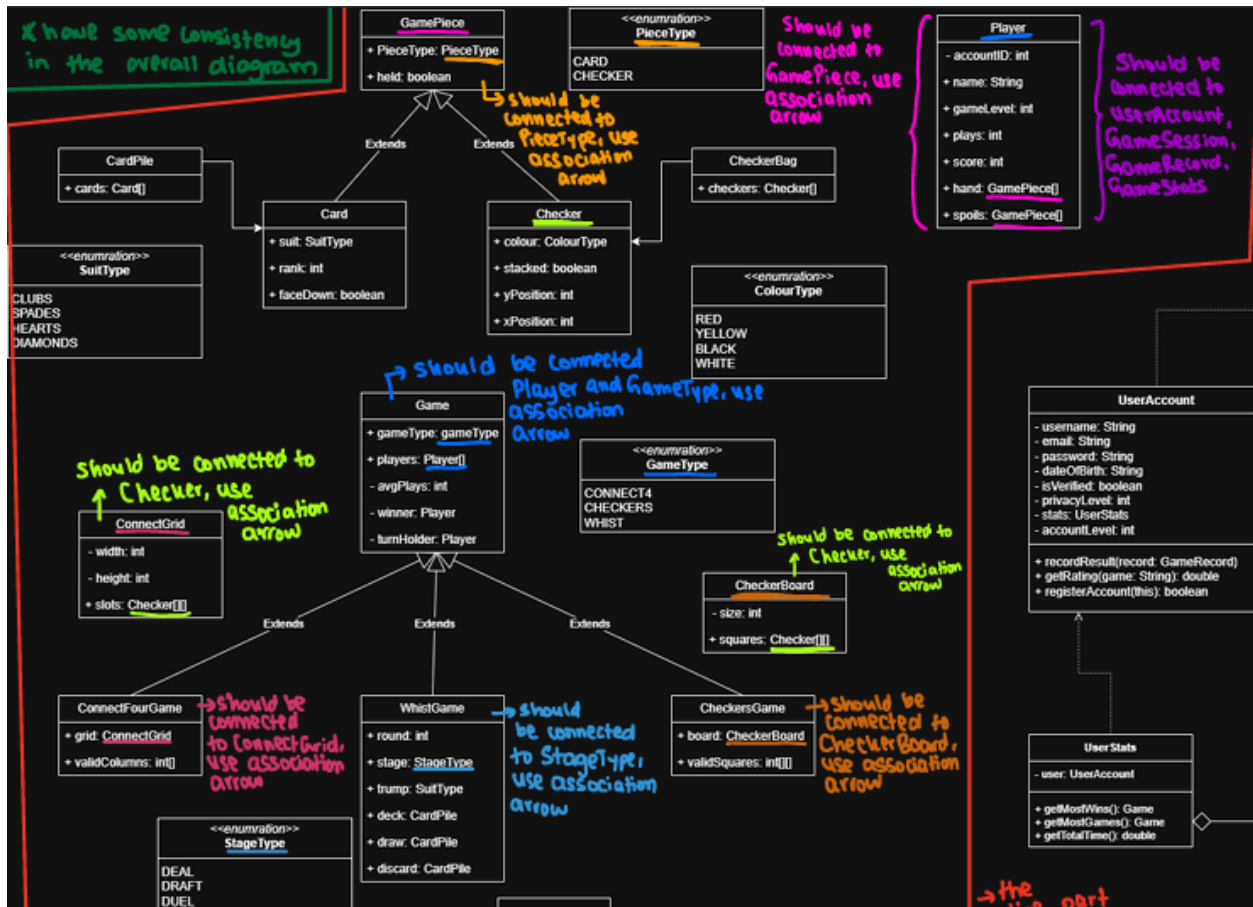 * have some consistency
in the overall diagram
GamePiece
+ PieceType: PieceType
+ held: boolean
<<enumration>>
PieceType
CARD
CHECKER
Should be
connected to
GamePiece, use
association
arrow
Player
- accountID: int
+ name: String
+ gameLevel: int
+ plays: int
+ score: int
+ hand: GamePiece[]
+ spoils: GamePiece[]
Should be
connected to
userAccount,
GameSession,
GameRecord,
GameStats
should be
connected to
PieceType, use
association
arrow
Extends
Extends
CardPile
+ cards: Card[]
CheckerBag
+ checkers: Checker[]
Card
+ suit: SuitType
+ rank: int
+ faceDown: boolean
Checker
+ colour: ColourType
+ stacked: boolean
+ yPosition: int
+ xPosition: int
<<enumration>>
SuitType
CLUBS
SPADES
HEARTS
DIAMONDS
<<enumration>>
ColourType
RED
YELLOW
BLACK
WHITE
should be connected
Player and GameType, use
association
arrow
Game
+ gameType: gameType
+ players: Player[]
- avgPlays: int
- winner: Player
- turnHolder: Player
<<enumration>>
GameType
CONNECT4
CHECKERS
WHIST
UserAccount
- username: String
- email: String
- password: String
- dateOfBirth: String
- isVerified: boolean
- privacyLevel: int
- stats: UserStats
- accountLevel: int
+ recordResult(record: GameRecord)
+ getRating(game: String): double
+ registerAccount(this): boolean
should be connected to
Checker, use
association
arrow
ConnectGrid
- width: int
- height: int
+ slots: Checker[][]
should be connected to
Checker, use
association
arrow
CheckerBoard
- size: int
+ squares: Checker[][]
Extends
Extends
Extends
ConnectFourGame
+ grid: ConnectGrid
+ validColumns: int[]
should be
connected
to ConnectGrid,
use association
arrow
WhistGame
+ round: int
+ stage: StageType
+ trump: SuitType
+ deck: CardPile
+ draw: CardPile
+ discard: CardPile
should
be connected
to StageType,
use association
arrow
CheckersGame
+ board: CheckerBoard
+ validSquares: int[][]
should be
connected to
CheckerBoard,
use association
arrow
UserStats
- user: UserAccount
+ getMostWins(): Game
+ getMostGames(): Game
+ getTotalTime(): double
<<enumration>>
StageType
DEAL
DRAFT
DUEL
the
part